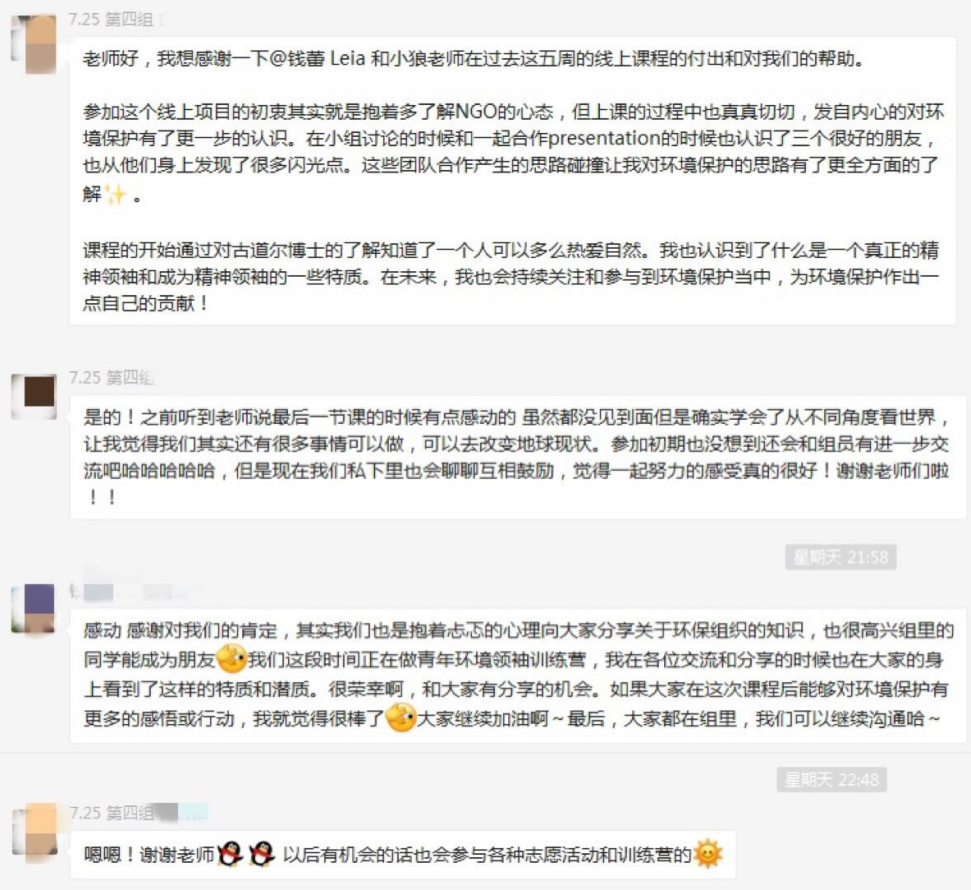 7.25 第四组
老师好，我想感谢一下@钱蕾 Leia 和小狼老师在过去这五周的线上课程的付出和对我们的帮助。
参加这个线上项目的初衷其实就是抱着多了解NGO的心态，但上课的过程中也真真切切，发自内心的对环
境保护有了更一步的认识。在小组讨论的时候和一起合作presentation的时候也认识了三个很好的朋友，
也从他们身上发现了很多闪光点。这些团队合作产生的思路碰撞让我对环境保护的思路有了更全方面的了
解✨。
课程的开始通过对古道尔博士的了解知道了一个人可以多么热爱自然。我也认识到了什么是一个真正的精
神领袖和成为精神领袖的一些特质。在未来，我也会持续关注和参与到环境保护当中，为环境保护作出一
点自己的贡献！
7.25 第四组
是的！之前听到老师说最后一节课的时候有点感动的 虽然都没见到面但是确实学会了从不同角度看世界，
让我觉得我们其实还有很多事情可以做，可以去改变地球现状。参加初期也没想到还会和组员有进一步交
流吧哈哈哈哈哈，但是现在我们私下里也会聊聊互相鼓励，觉得一起努力的感受真的很好！谢谢老师们啦
！！
星期天 21:58
感动 感谢对我们的肯定，其实我们也是抱着忐忑的心理向大家分享关于环保组织的知识，也很高兴组里的
同学能成为朋友我们这段时间正在做青年环境领袖训练营，我在各位交流和分享的时候也在大家的身
上看到了这样的特质和潜质。很荣幸啊，和大家有分享的机会。如果大家在这次课程后能够对环境保护有
更多的感悟或行动，我就觉得很棒了大家继续加油啊～最后，大家都在组里，我们可以继续沟通哈～
星期天 22:48
7.25 第四组
嗯嗯！谢谢老师 以后有机会的话也会参与各种志愿活动和训练营的